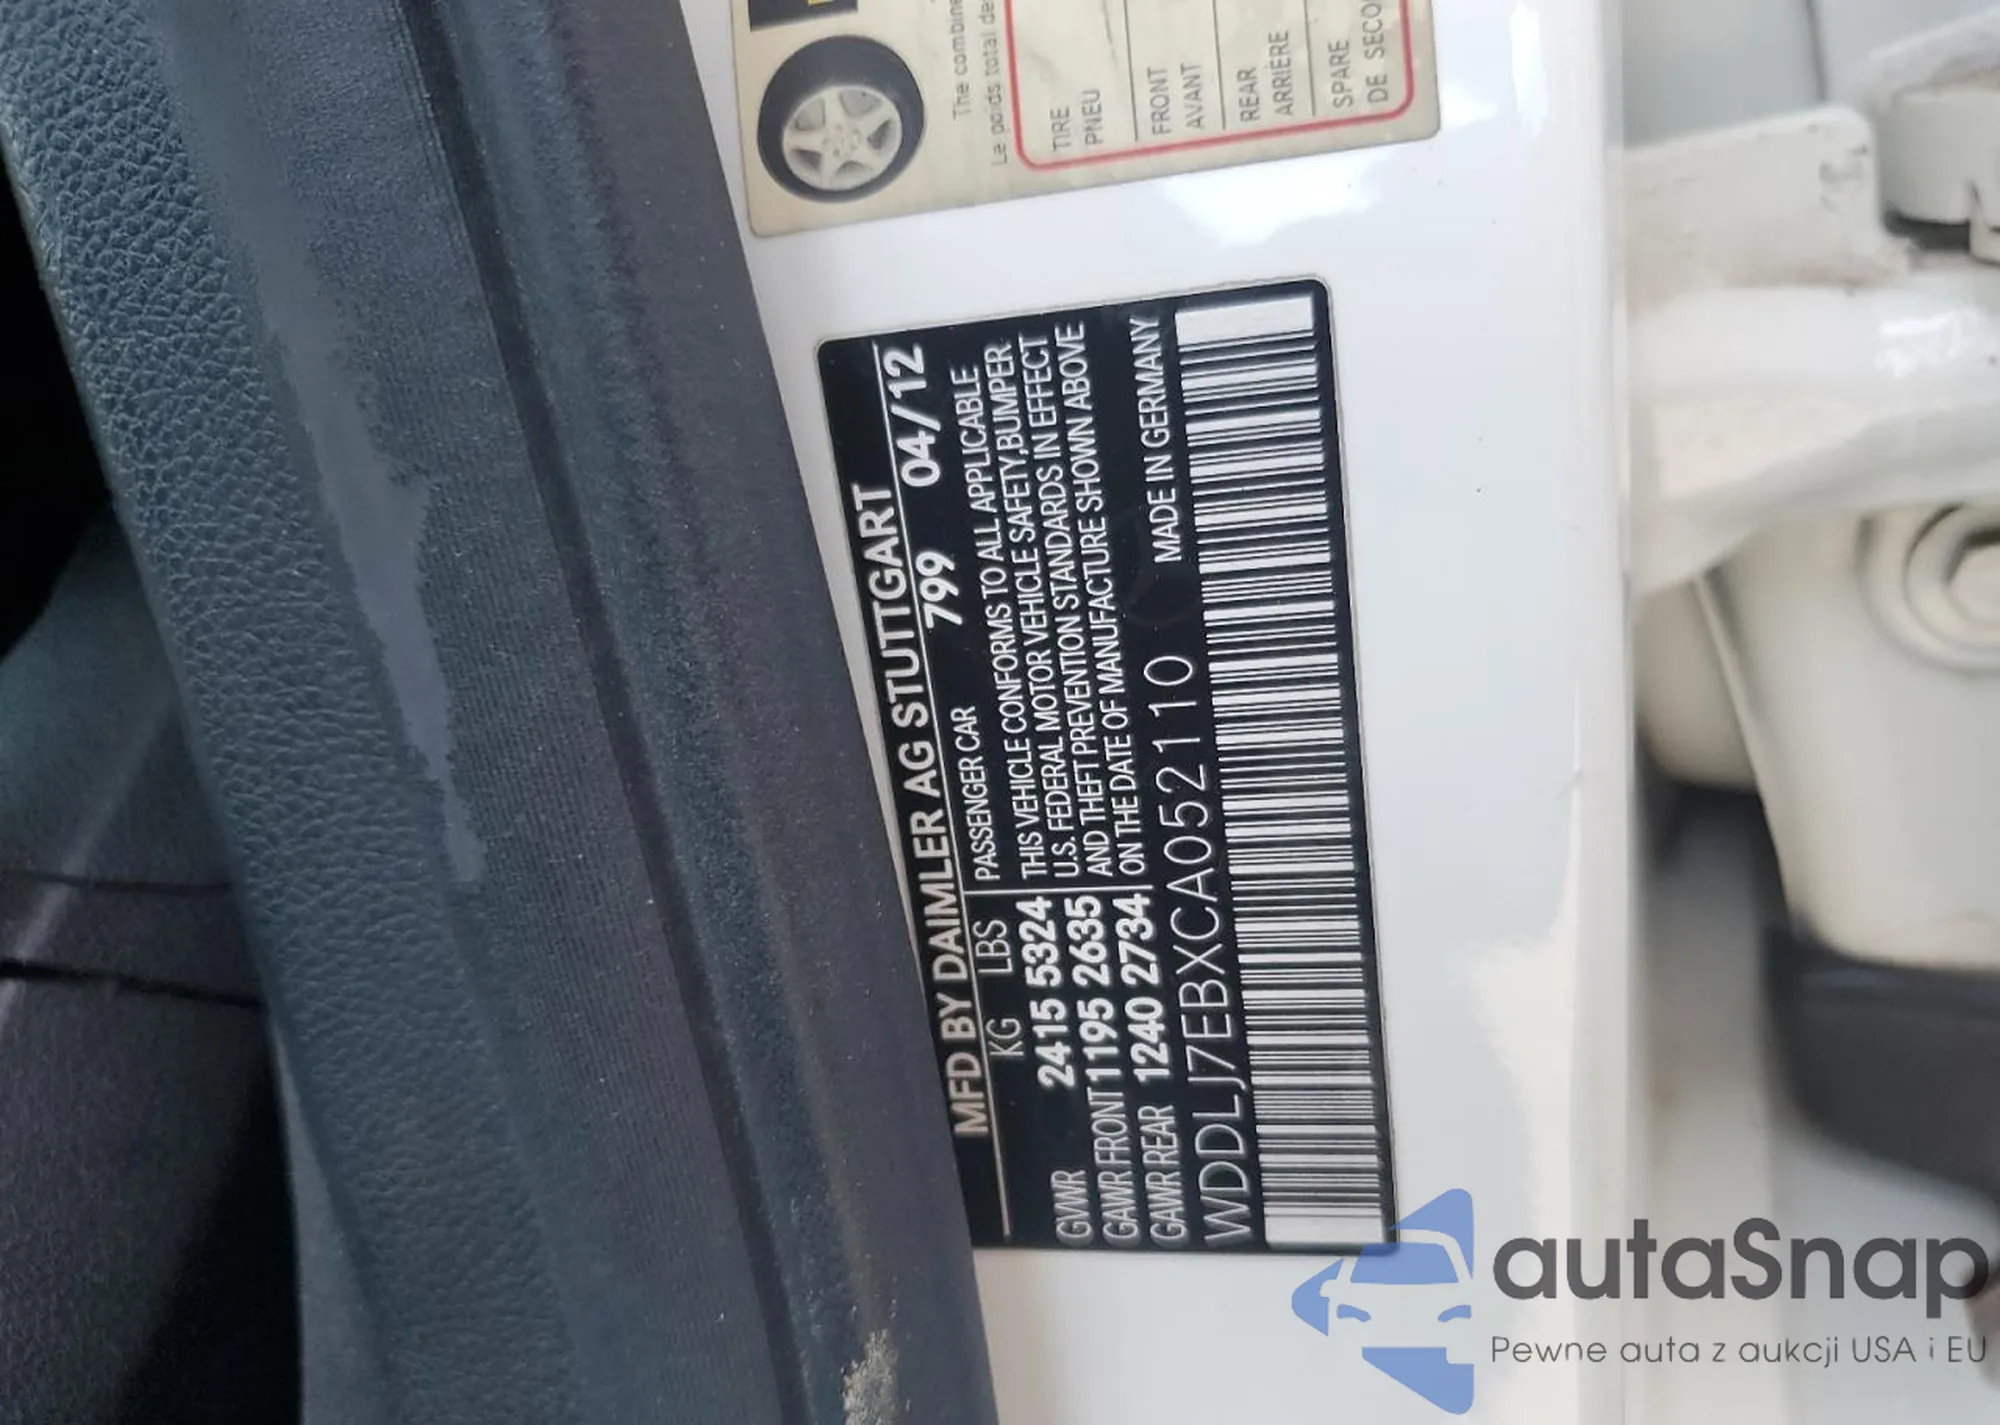 The combine
Le poids total de
TIRE
PNEU
FRONT
AVANT
REAR
ARRIÈRE
SPARE
DE SECO
MFD BY DAIMLER AG STUTTGART
KG LBS PASSENGER CAR 799 04/12
GVWR 2415 5324
GAWR FRONT 1195 2635
GAWR REAR 1240 2734
THIS VEHICLE CONFORMS TO ALL APPLICABLE
U.S. FEDERAL MOTOR VEHICLE SAFETY,BUMPER
AND THEFT PREVENTION STANDARDS IN EFFECT
ON THE DATE OF MANUFACTURE SHOWN ABOVE
MADE IN GERMANY
WDDLJ7EBXCA052110
autaSnap
Pewne auta z aukcji USA i EU